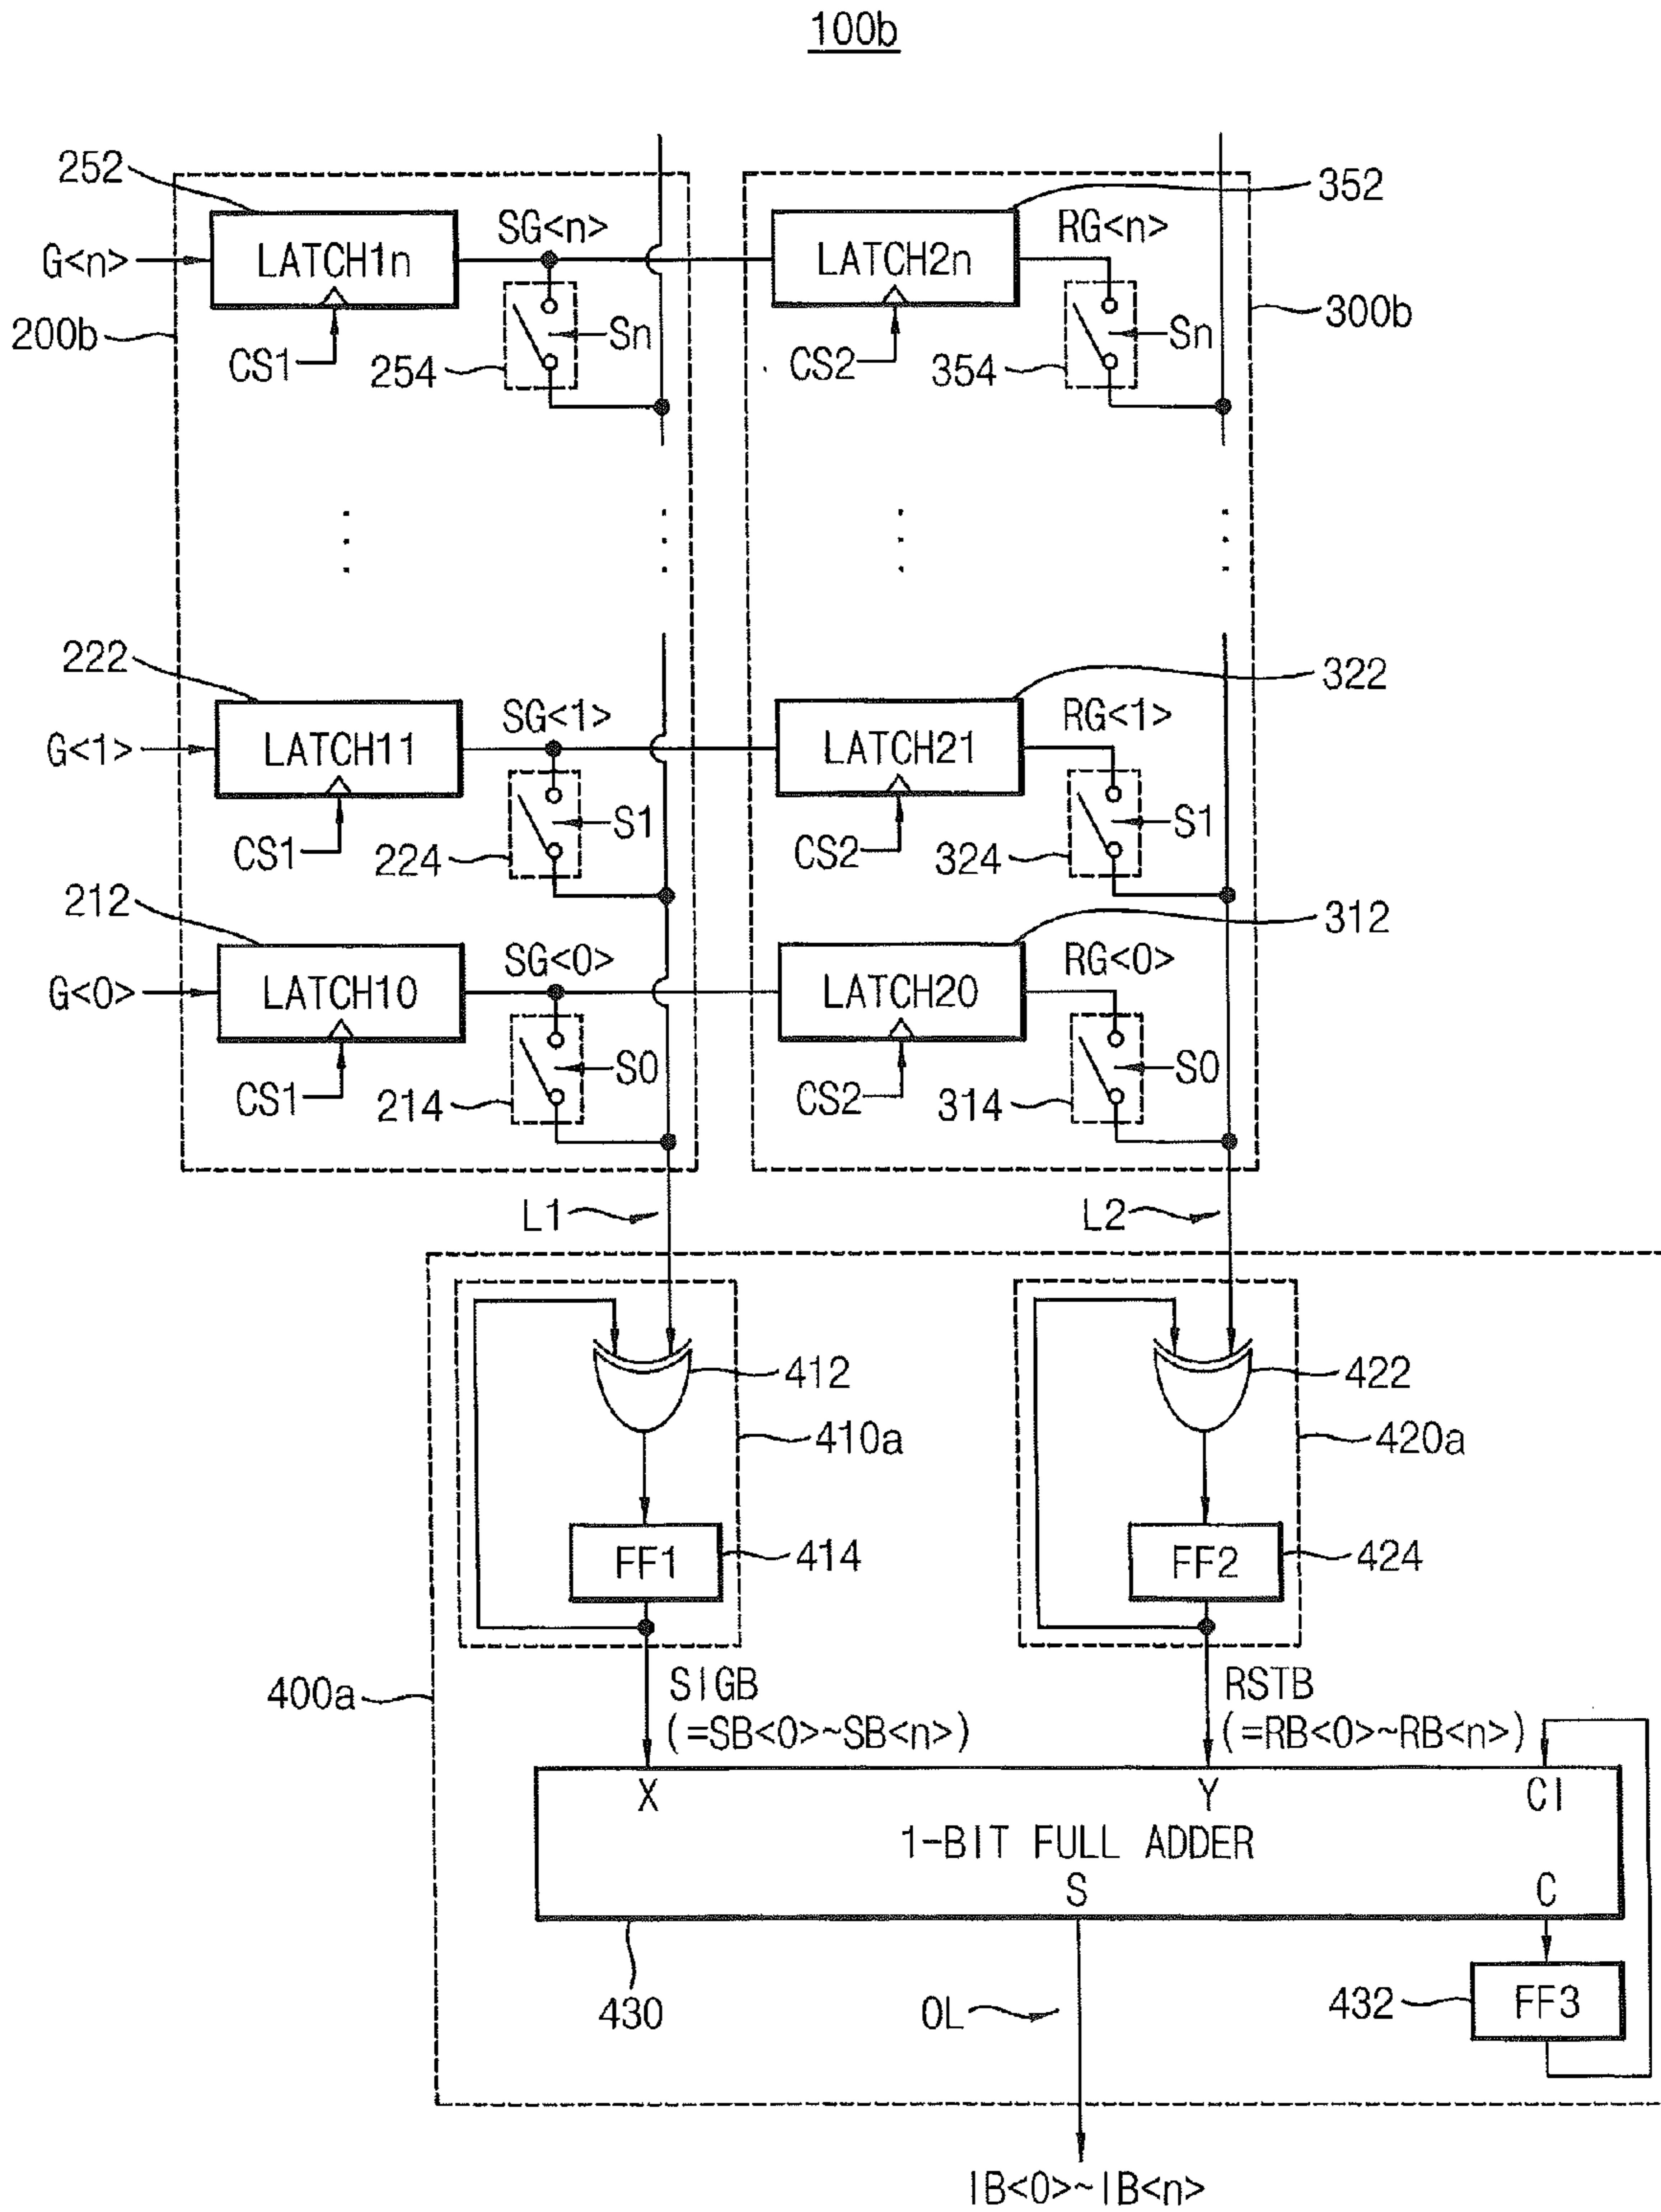 100b
252
352
G<n>
LATCH1n
SG<n>
LATCH2n
RG<n>
200b
CS1
254
Sn
CS2
354
Sn
300b
222
322
G<1>
LATCH11
SG<1>
LATCH21
RG<1>
CS1
224
S1
CS2
324
S1
212
312
G<0>
LATCH10
SG<0>
LATCH20
RG<0>
CS1
214
S0
CS2
314
S0
L1
L2
412
422
410a
420a
FF1
414
FF2
424
400a
SIGB
(=SB<0>~SB<n>)
RSTB
(=RB<0>~RB<n>)
X
Y
CI
1-BIT FULL ADDER
S
C
430
OL
432
FF3
IB<0>~IB<n>